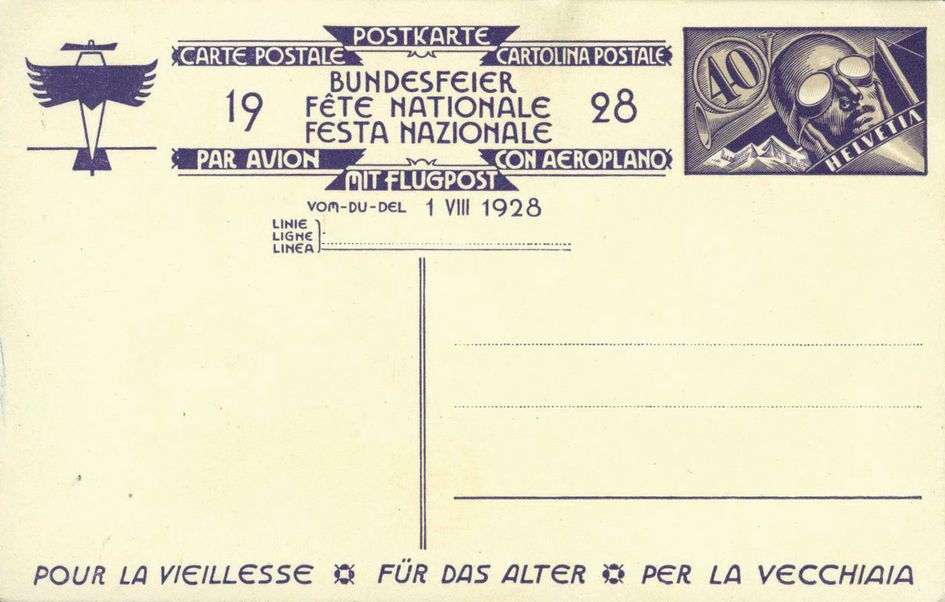 POSTKARTE
CARTE POSTALE CARTOLINA POSTALE
BUNDESFEIER
19 FÊTE NATIONALE 28
FESTA NAZIONALE
PAR AVION CON AEROPLANO
MIT FLUGPOST
VOM-DU-DEL 1 VIII 1928
LINIE
LIGNE
LINEA
40
HELVETIA
POUR LA VIEILLESSE FÜR DAS ALTER PER LA VECCHIAIA